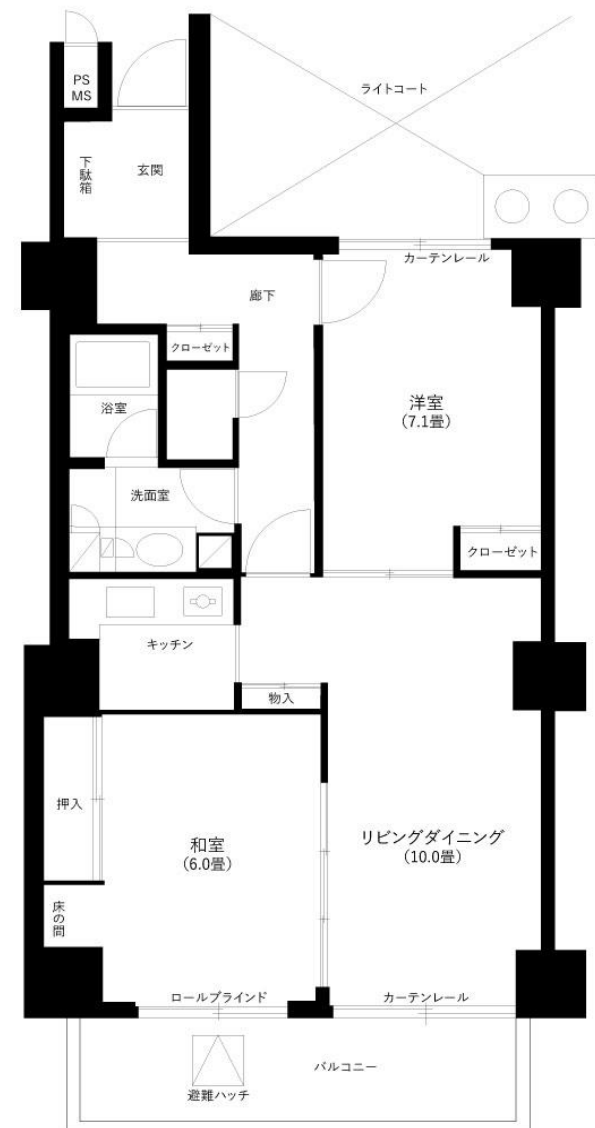 PS
MS
ライトコート
下駄箱
玄関
カーテンレール
廊下
クローゼット
浴室
洋室
(7.1畳)
洗面室
クローゼット
キッチン
物入
押入
和室
(6.0畳)
リビングダイニング
(10.0畳)
床の間
ロールブラインド
カーテンレール
バルコニー
避難ハッチ